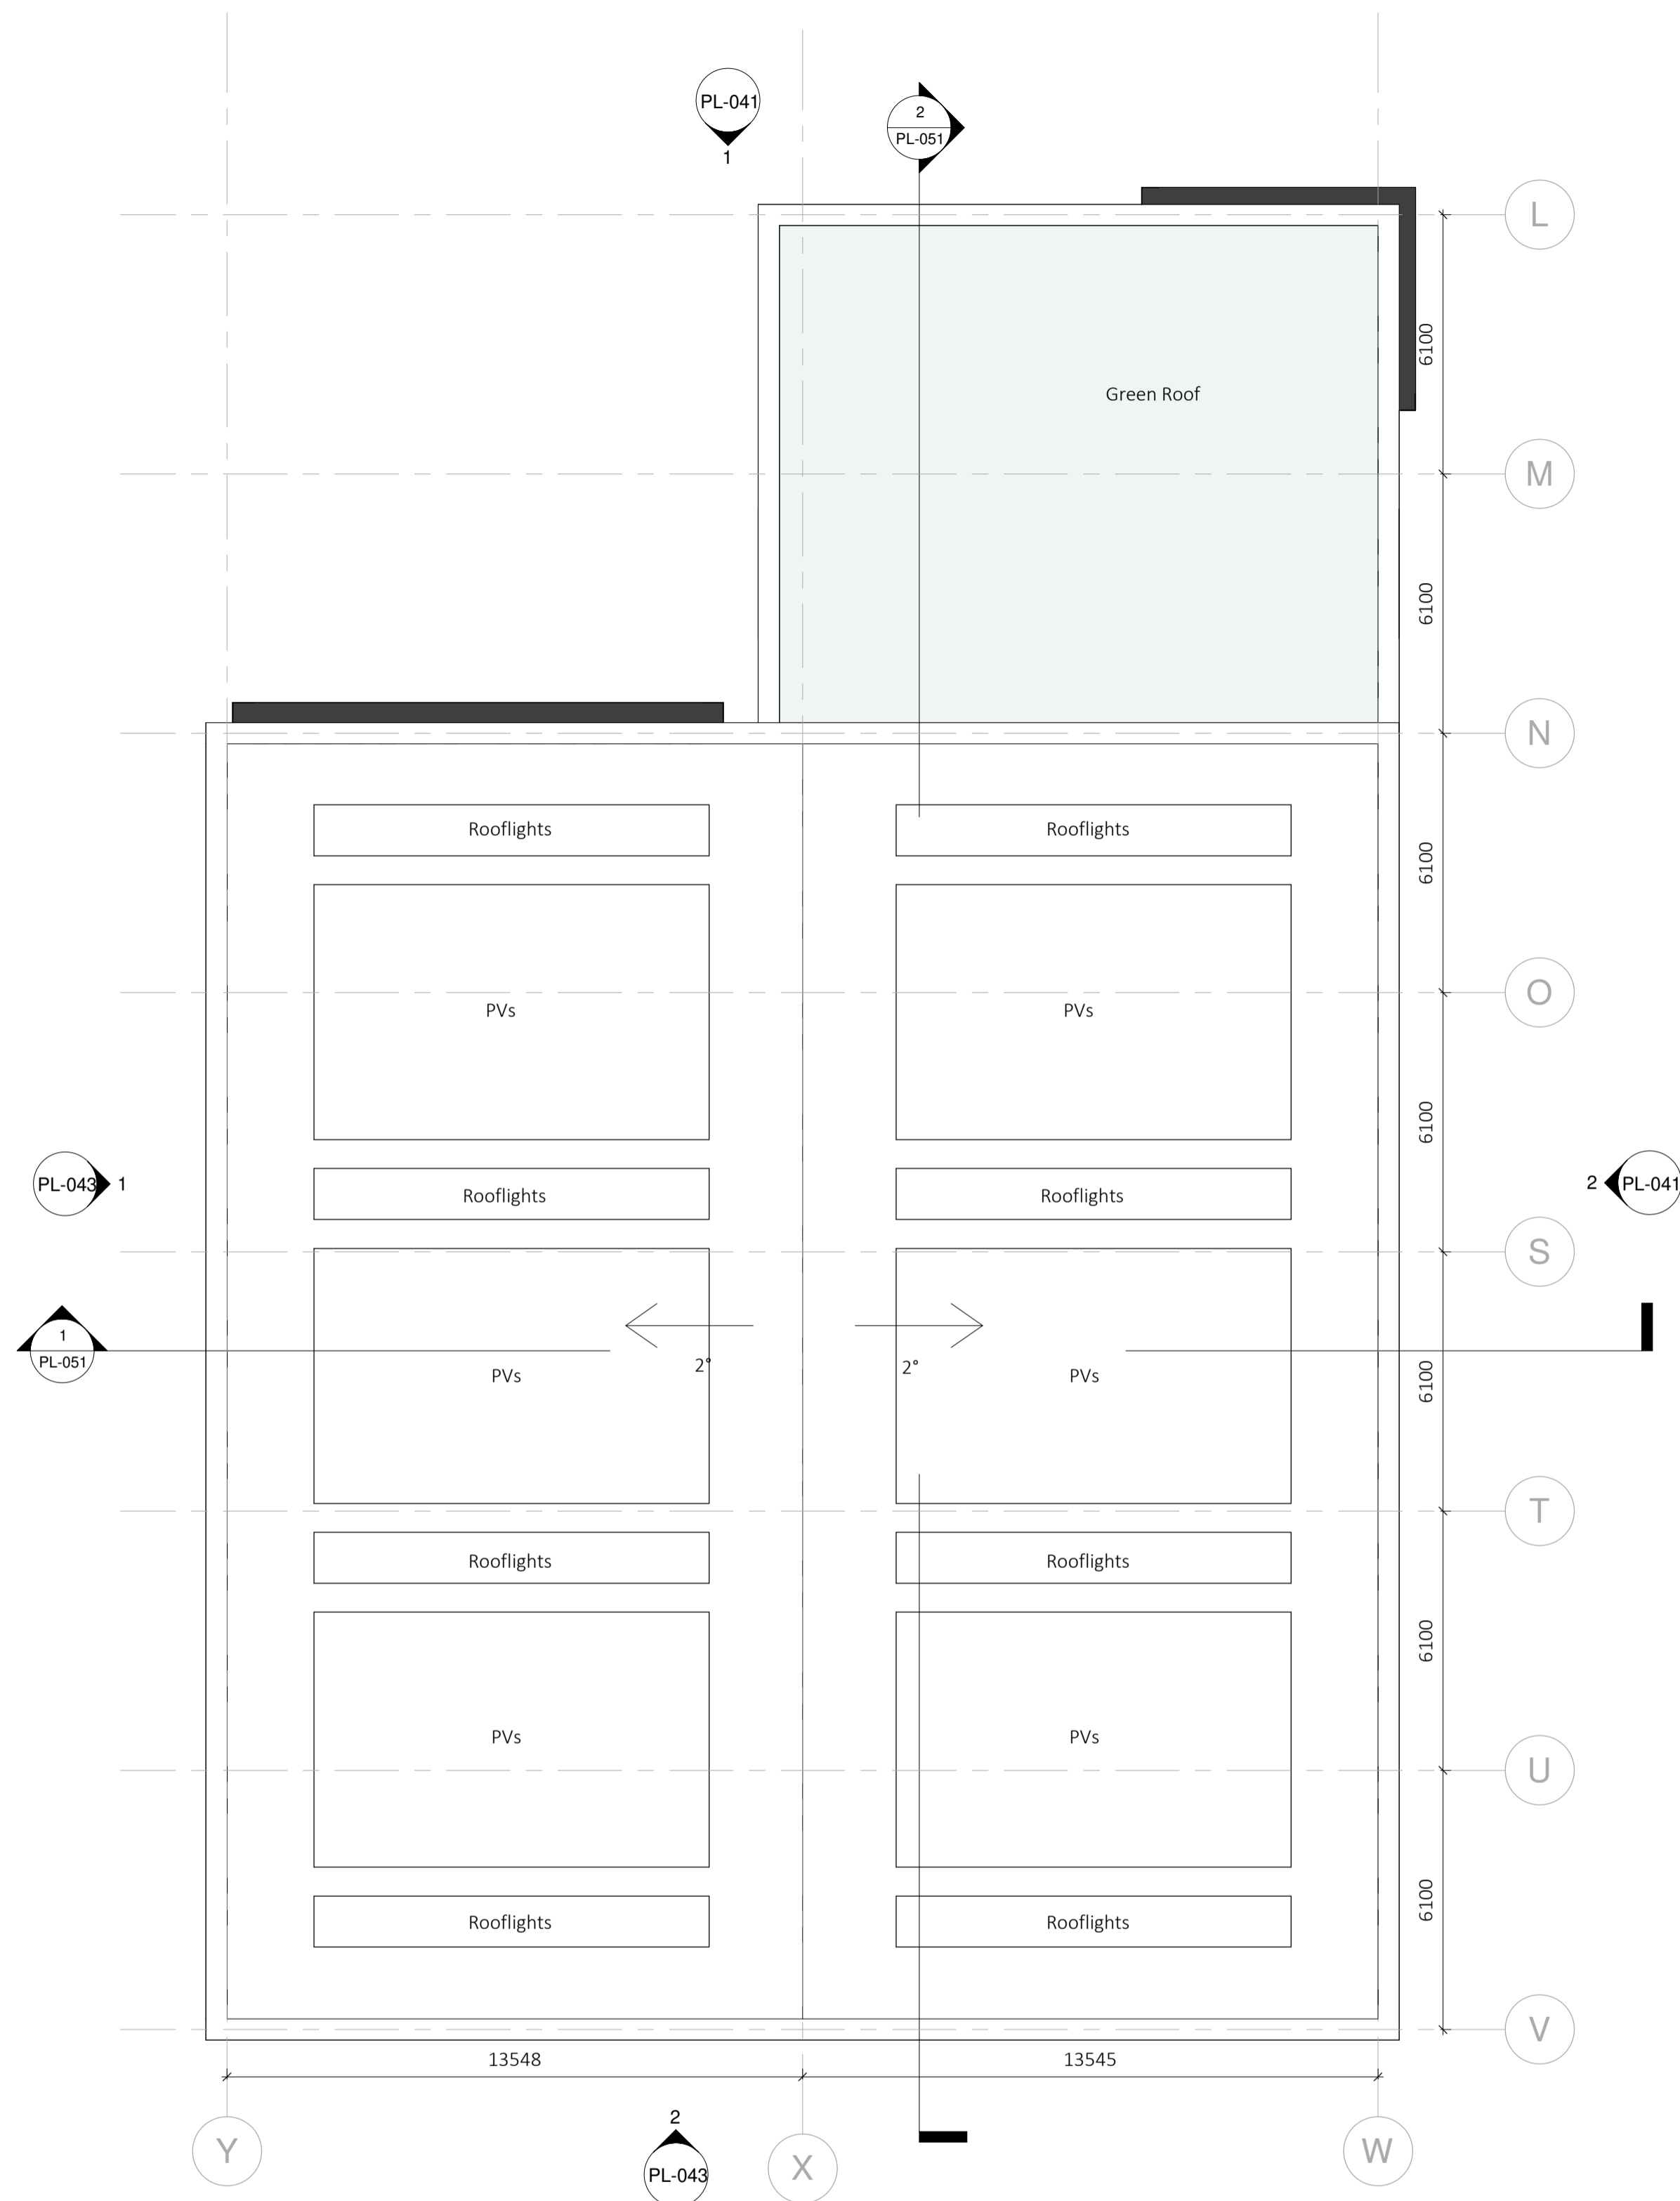 PL-041
1
2
PL-051
L
6100
Green Roof
M
6100
N
Rooflights
Rooflights
6100
PVs
PVs
O
6100
PL-043
1
Rooflights
Rooflights
2
PL-041
S
1
PL-051
2°
2°
PVs
PVs
6100
T
Rooflights
Rooflights
6100
PVs
PVs
U
6100
Rooflights
Rooflights
V
13548
13545
Y
2
PL-043
X
W